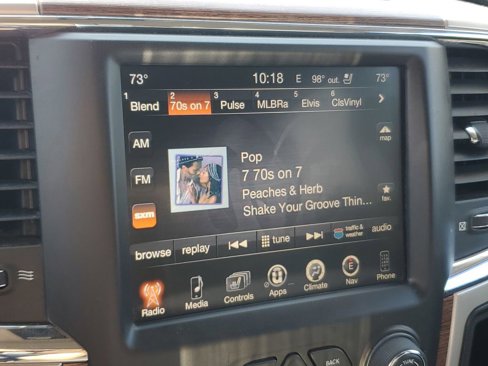 73° 10:18 E 98° out. 73°
1 Blend 2 70s on 7 3 Pulse 4 MLBRa 5 Elvis 6 ClsVinyl
AM
map
Pop
FM
7 70s on 7
Peaches & Herb
fav.
sxm
Shake Your Groove Thin...
browse replay tune traffic & weather audio
Radio Media Controls Apps Climate E Nav Phone
BACK
TUNE